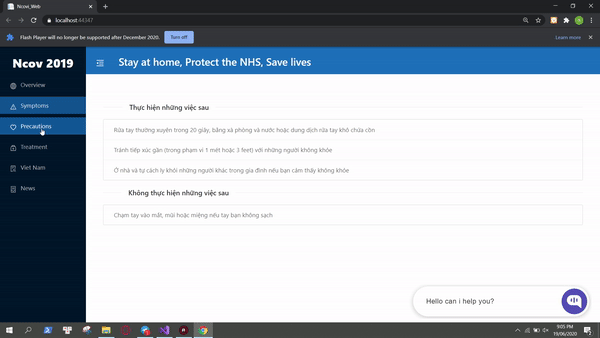 Ncov_Web
localhost:44347
Flash Player will no longer be supported after December 2020.
Turn off
Learn more
Ncov 2019
Stay at home, Protect the NHS, Save lives
Overview
Symptoms
Precautions
Treatment
Viet Nam
News
Thực hiện những việc sau
Rửa tay thường xuyên trong 20 giây, bằng xà phòng và nước hoặc dung dịch rửa tay khô chứa cồn
Tránh tiếp xúc gần (trong phạm vi 1 mét hoặc 3 feet) với những người không khỏe
Ở nhà và tự cách ly khỏi những người khác trong gia đình nếu bạn cảm thấy không khỏe
Không thực hiện những việc sau
Chạm tay vào mắt, mũi hoặc miệng nếu tay bạn không sạch
Hello can i help you?
9:05 PM
19/06/2020